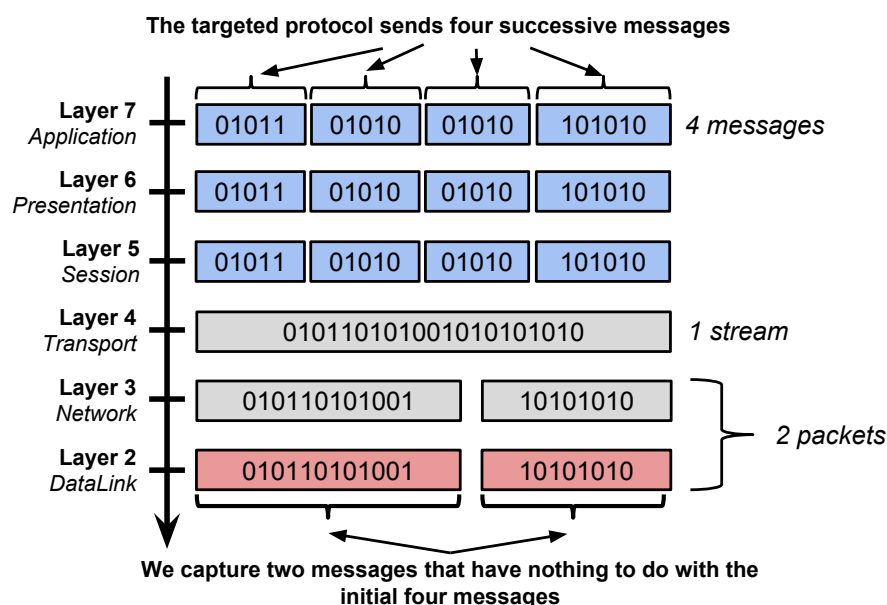 The targeted protocol sends four successive messages
Layer 7
Application
01011 01010 01010 101010
4 messages
Layer 6
Presentation
01011 01010 01010 101010
Layer 5
Session
01011 01010 01010 101010
Layer 4
Transport
010110101001010101010
1 stream
Layer 3
Network
010110101001 10101010
2 packets
Layer 2
DataLink
010110101001 10101010
We capture two messages that have nothing to do with the
initial four messages